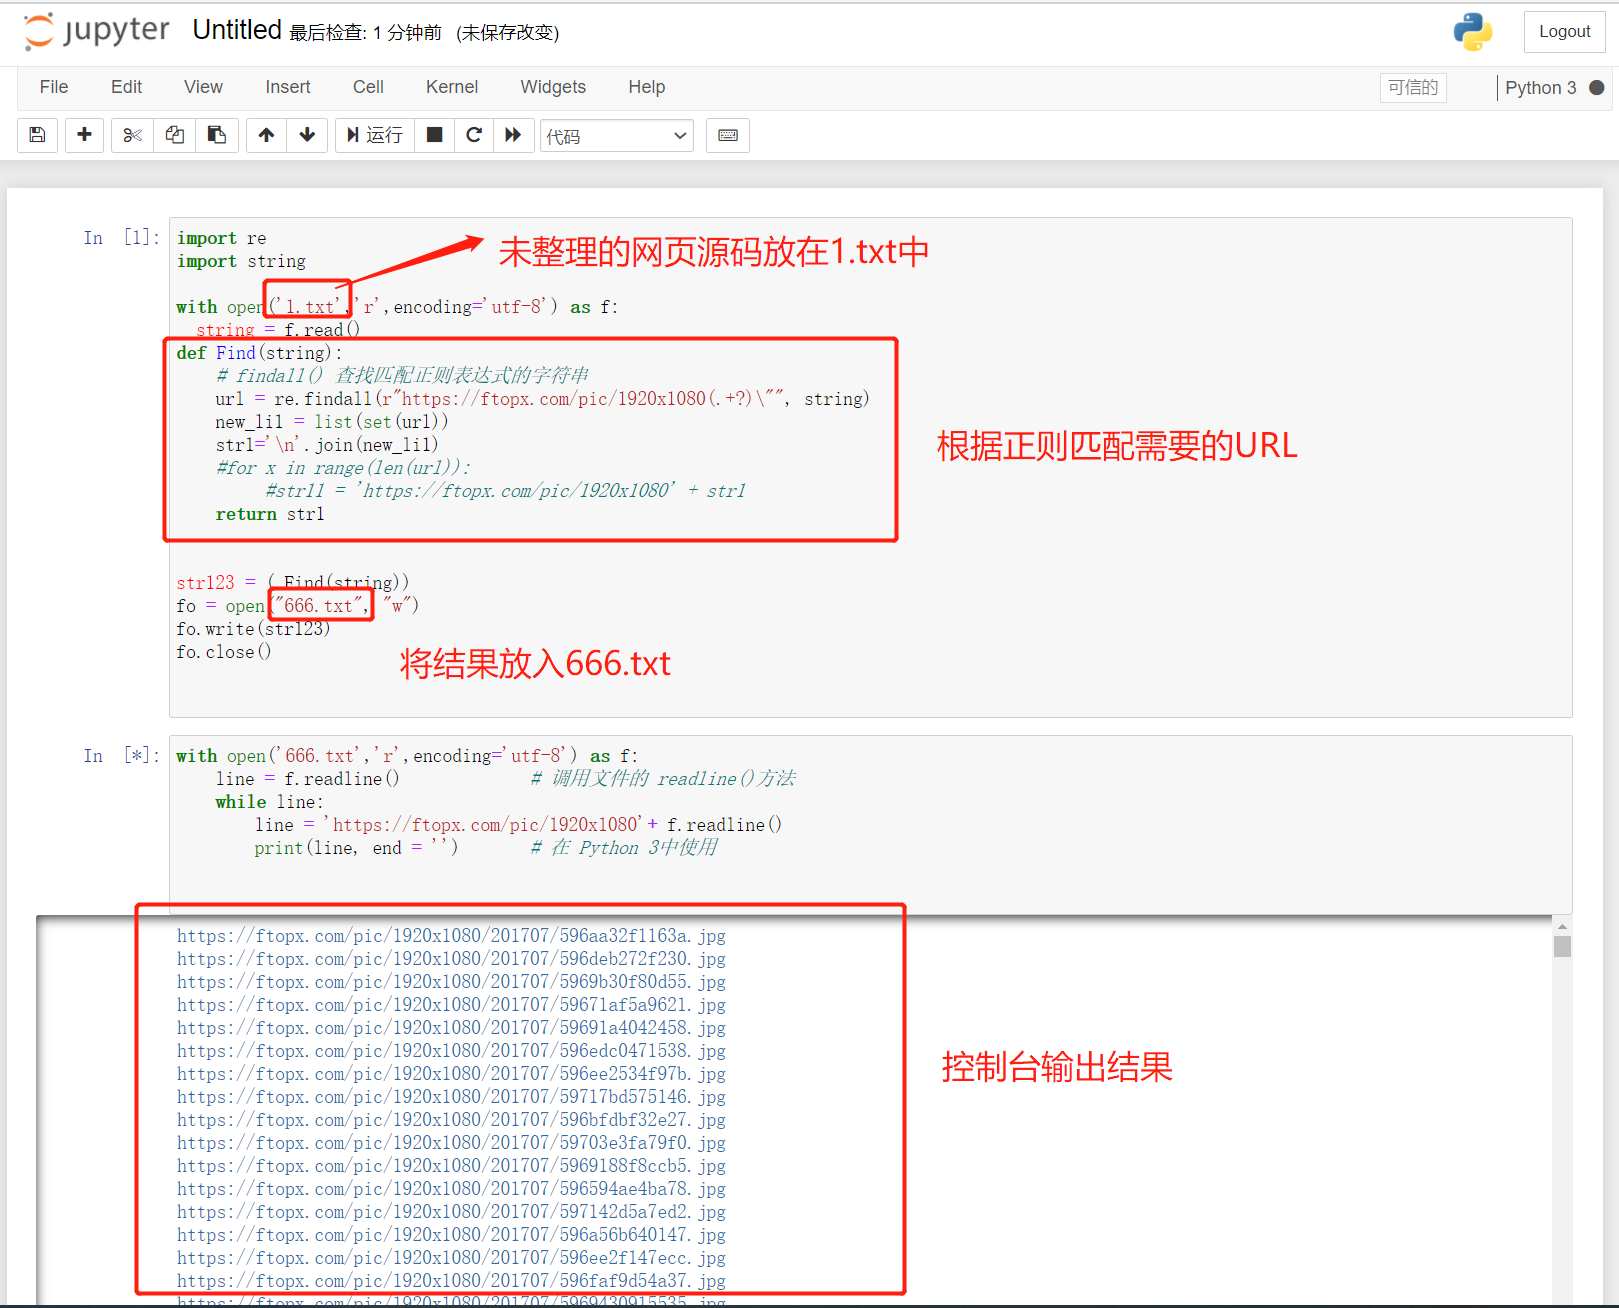 jupyter Untitled 最后检查: 1 分钟前 (未保存改变)
Logout
File Edit View Insert Cell Kernel Widgets Help
可信的 Python 3
运行 代码
In [1]:
import re
import string
未整理的网页源码放在1.txt中
with open('1.txt','r',encoding='utf-8') as f:
string = f.read()
def Find(string):
# findall() 查找匹配正则表达式的字符串
url = re.findall(r"https://ftopx.com/pic/1920x1080(.+?)\"", string)
new_li1 = list(set(url))
str1='\n'.join(new_li1)
#for x in range(len(url)):
#str11 = 'https://ftopx.com/pic/1920x1080' + str1
return str1
根据正则匹配需要的URL
str123 = ( Find(string))
fo = open("666.txt", "w")
fo.write(str123)
fo.close()
将结果放入666.txt
In [*]:
with open('666.txt','r',encoding='utf-8') as f:
line = f.readline() # 调用文件的 readline()方法
while line:
line = 'https://ftopx.com/pic/1920x1080'+ f.readline()
print(line, end = '') # 在 Python 3中使用
https://ftopx.com/pic/1920x1080/201707/596aa32f1163a.jpg
https://ftopx.com/pic/1920x1080/201707/596deb272f230.jpg
https://ftopx.com/pic/1920x1080/201707/5969b30f80d55.jpg
https://ftopx.com/pic/1920x1080/201707/59671af5a9621.jpg
https://ftopx.com/pic/1920x1080/201707/59691a4042458.jpg
https://ftopx.com/pic/1920x1080/201707/596edc0471538.jpg
https://ftopx.com/pic/1920x1080/201707/596ee2534f97b.jpg
https://ftopx.com/pic/1920x1080/201707/59717bd575146.jpg
https://ftopx.com/pic/1920x1080/201707/596bfdbf32e27.jpg
https://ftopx.com/pic/1920x1080/201707/59703e3fa79f0.jpg
https://ftopx.com/pic/1920x1080/201707/5969188f8ccb5.jpg
https://ftopx.com/pic/1920x1080/201707/596594ae4ba78.jpg
https://ftopx.com/pic/1920x1080/201707/597142d5a7ed2.jpg
https://ftopx.com/pic/1920x1080/201707/596a56b640147.jpg
https://ftopx.com/pic/1920x1080/201707/596ee2f147ecc.jpg
https://ftopx.com/pic/1920x1080/201707/596faf9d54a37.jpg
https://ftopx.com/pic/1920x1080/201707/5969430915535.jpg
控制台输出结果